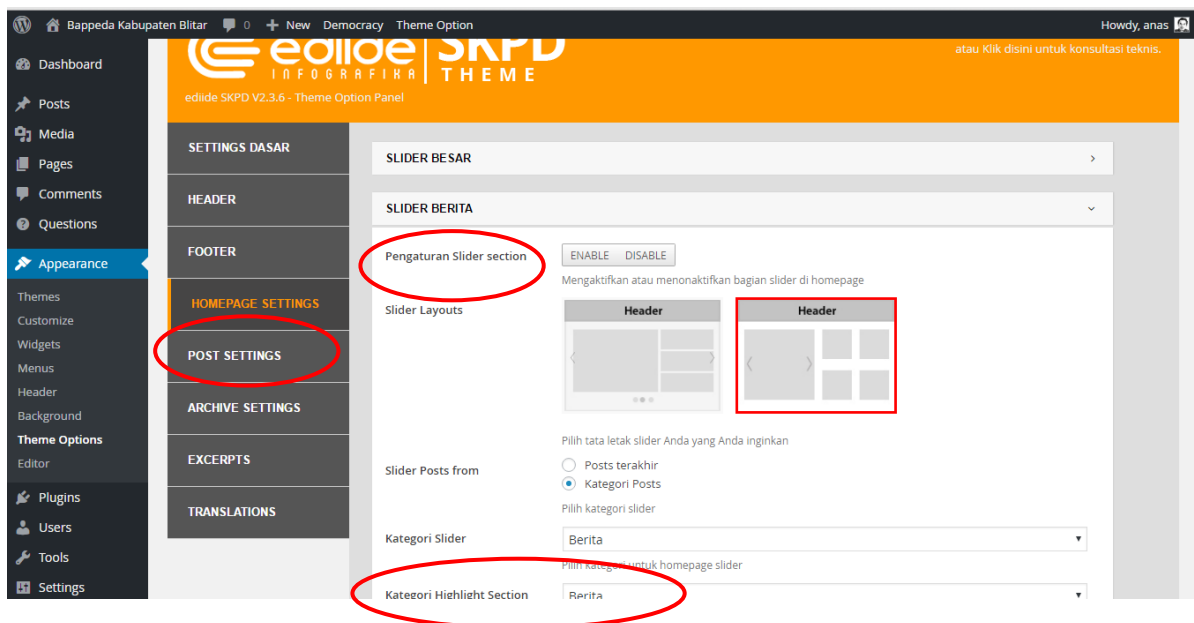 Bappeda Kabupaten Blitar 0 + New Democracy Theme Option Howdy, anas
Dashboard
Posts
Media
Pages
Comments
Questions
Appearance
Themes
Customize
Widgets
Menus
Header
Background
Theme Options
Editor
Plugins
Users
Tools
Settings
ediide SKPD
INFOGRAFIKA THEME
atau Klik disini untuk konsultasi teknis.
ediide SKPD V2.3.6 - Theme Option Panel
SETTINGS DASAR
HEADER
FOOTER
HOMEPAGE SETTINGS
POST SETTINGS
ARCHIVE SETTINGS
EXCERPTS
TRANSLATIONS
SLIDER BESAR
SLIDER BERITA
Pengaturan Slider section ENABLE DISABLE
Mengaktifkan atau menonaktifkan bagian slider di homepage
Slider Layouts Header Header
Pilih tata letak slider Anda yang Anda inginkan
Slider Posts from Posts terakhir
Kategori Posts
Pilih kategori slider
Kategori Slider Berita
Pilih kategori untuk homepage slider
Kategori Highlight Section Berita